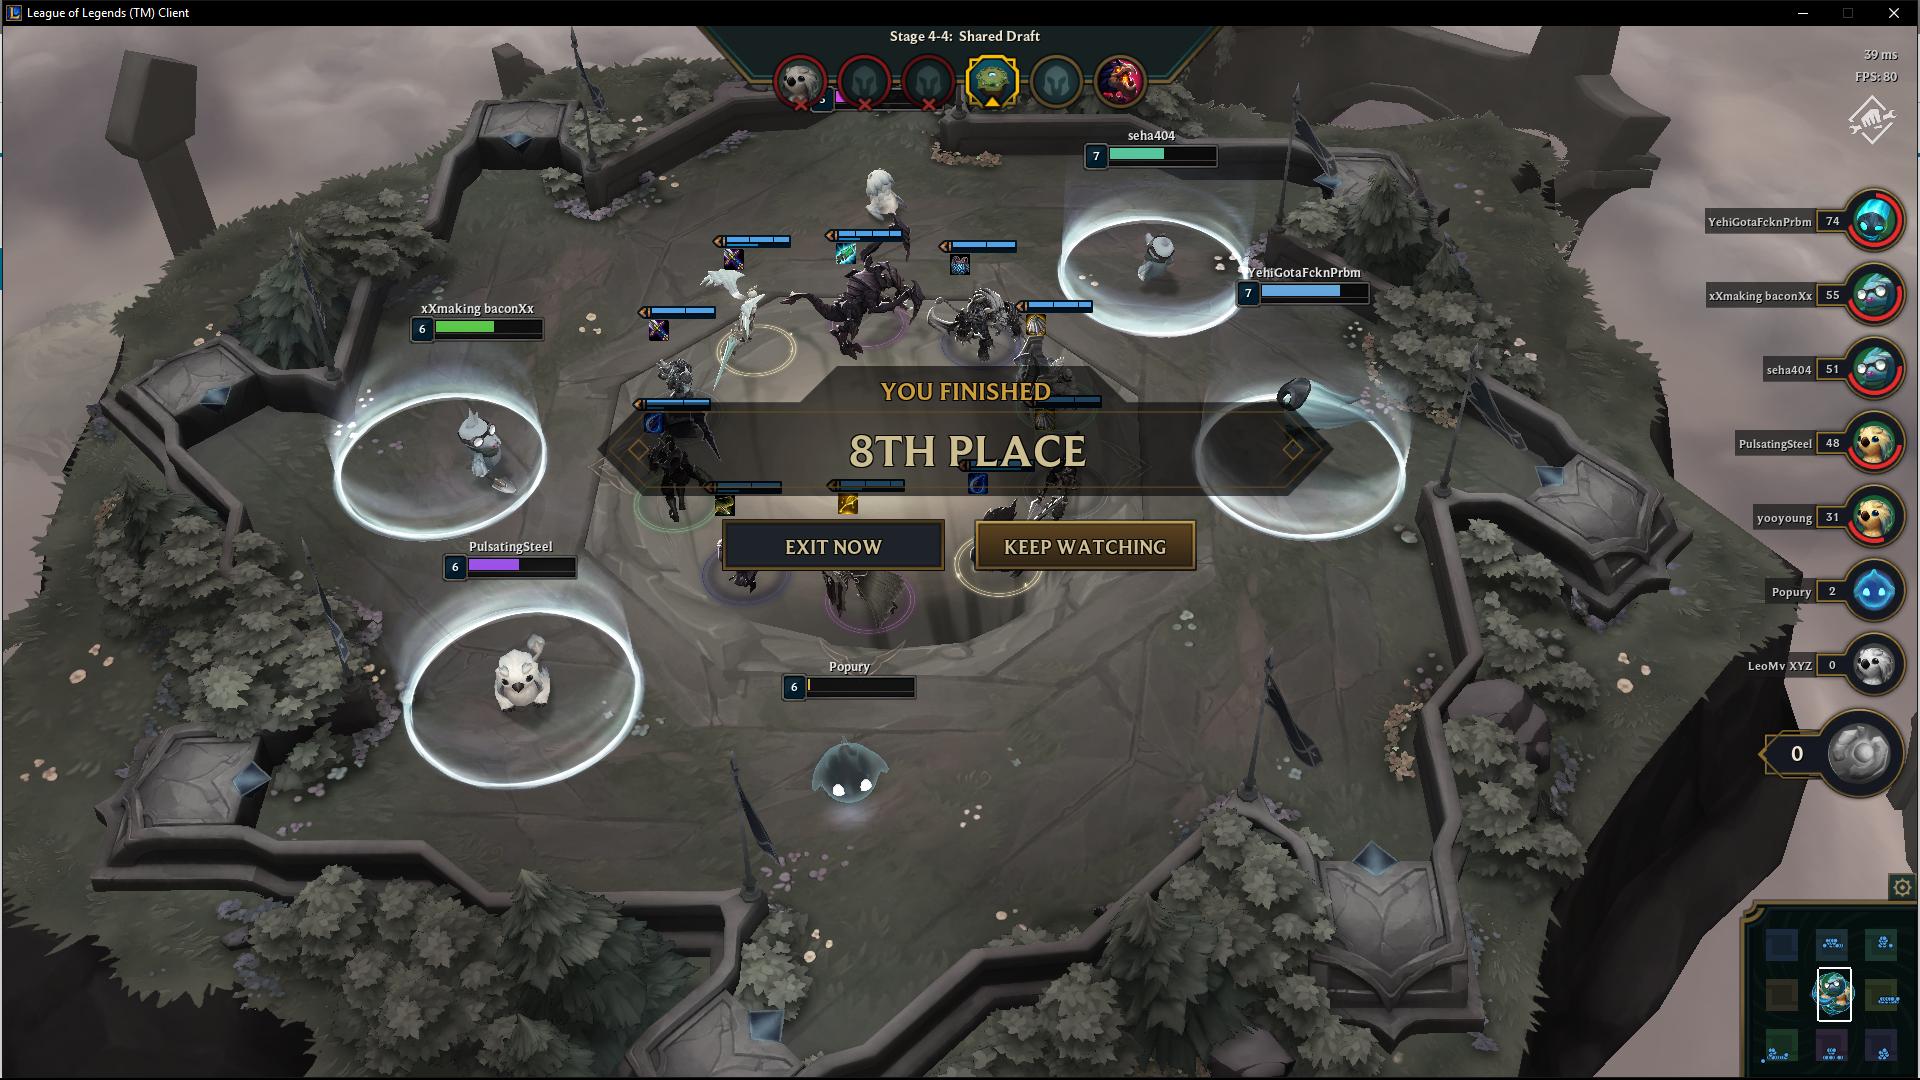 League of Legends (TM) Client
Stage 4-4: Shared Draft
39 ms
FPS: 80
seha404
7
YehiGotaFcknPrbm
7
xXmaking baconXx
6
YOU FINISHED
8TH PLACE
EXIT NOW
KEEP WATCHING
PulsatingSteel
6
Popury
6
YehiGotaFcknPrbm 74
xXmaking baconXx 55
seha404 51
PulsatingSteel 48
yooyoung 31
Popury 2
LeoMv XYZ 0
0